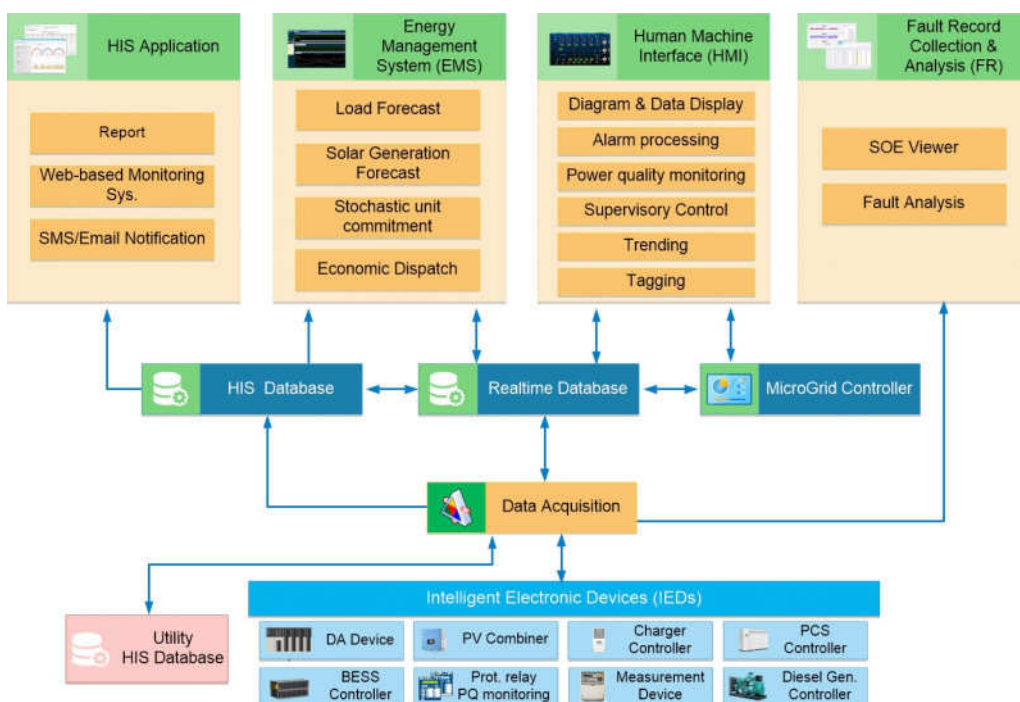 HIS Application
Report
Web-based Monitoring
Sys.
SMS/Email Notification
Energy
Management
System (EMS)
Load Forecast
Solar Generation
Forecast
Stochastic unit
commitment
Economic Dispatch
Human Machine
Interface (HMI)
Diagram & Data Display
Alarm processing
Power quality monitoring
Supervisory Control
Trending
Tagging
Fault Record
Collection &
Analysis (FR)
SOE Viewer
Fault Analysis
HIS Database
Realtime Database
MicroGrid Controller
Data Acquisition
Utility
HIS Database
Intelligent Electronic Devices (IEDs)
DA Device
PV Combiner
Charger
Controller
PCS
Controller
BESS
Controller
Prot. relay
PQ monitoring
Measurement
Device
Diesel Gen.
Controller